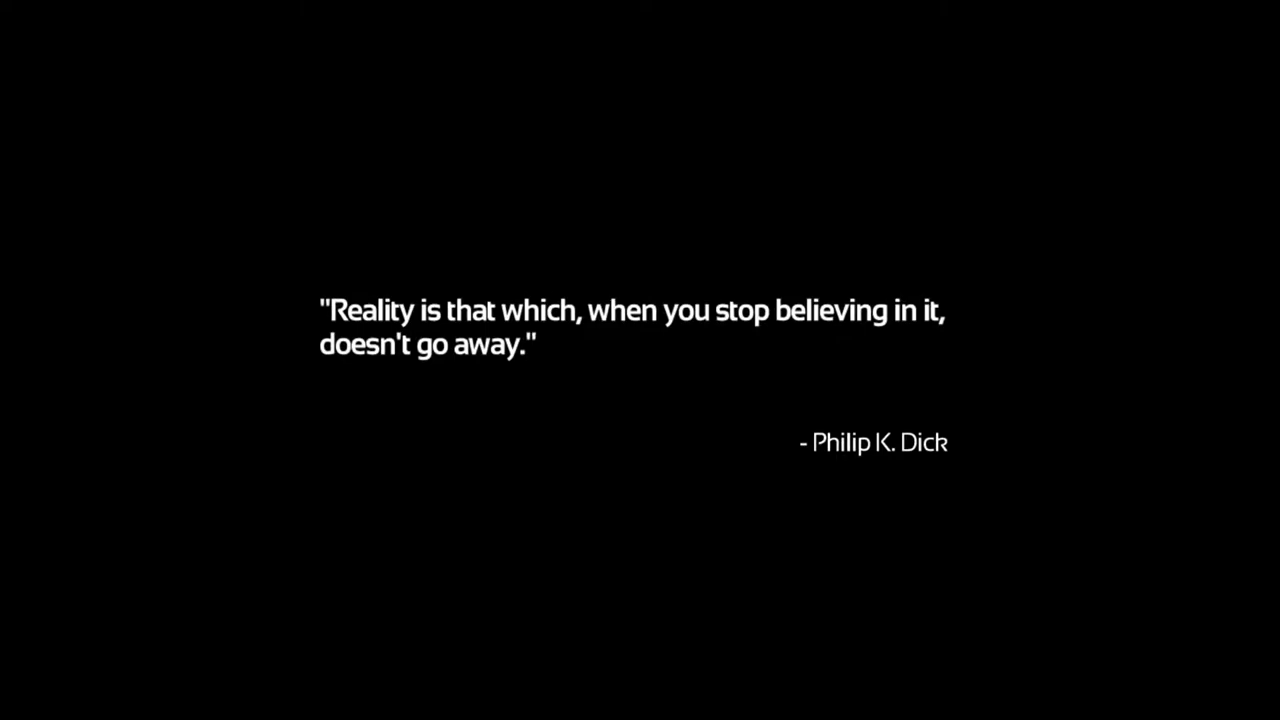 "Reality is that which, when you stop believing in it,
doesn't go away."
- Philip K. Dick